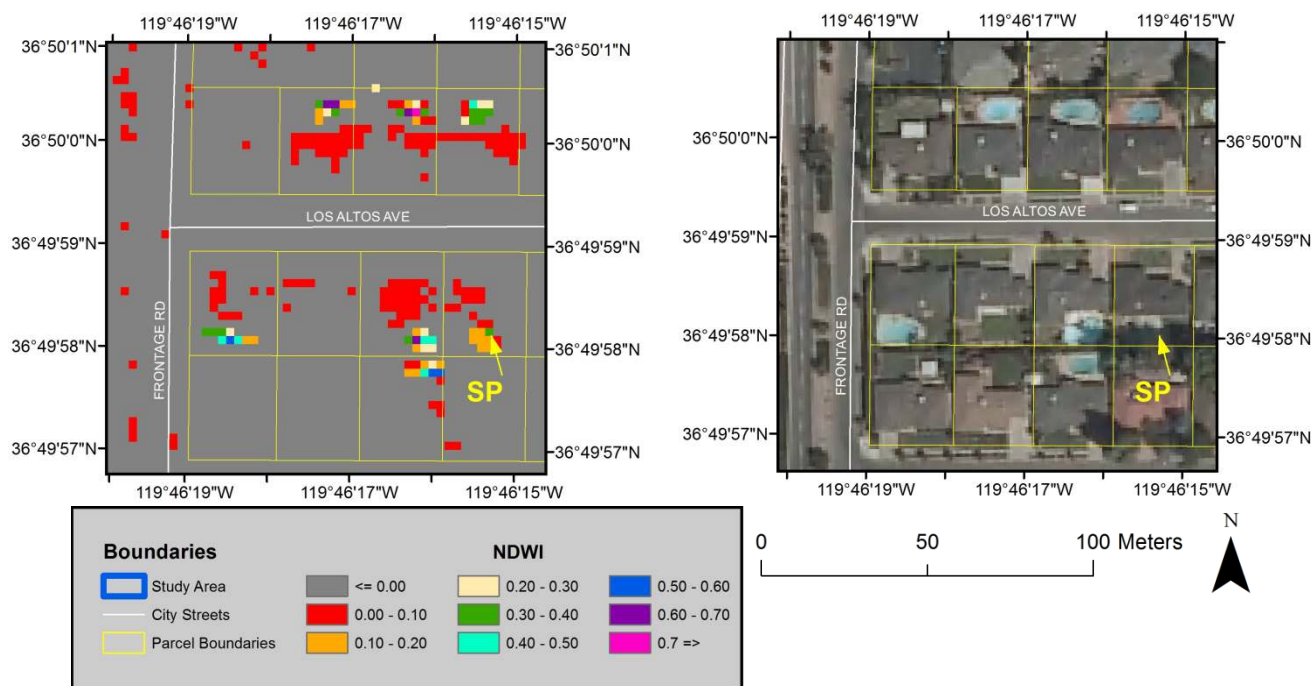 119°46'19"W 119°46'17"W 119°46'15"W
119°46'19"W 119°46'17"W 119°46'15"W
36°50'1"N
36°50'1"N
36°50'0"N
36°50'0"N
36°50'0"N
36°50'0"N
LOS ALTOS AVE
LOS ALTOS AVE
36°49'59"N
36°49'59"N
36°49'59"N
36°49'59"N
FRONTAGE RD
FRONTAGE RD
36°49'58"N
36°49'58"N
36°49'58"N
36°49'58"N
SP
SP
36°49'57"N
36°49'57"N
36°49'57"N
36°49'57"N
119°46'19"W 119°46'17"W 119°46'15"W
119°46'19"W 119°46'17"W 119°46'15"W
Boundaries
Study Area
City Streets
Parcel Boundaries
NDWI
<= 0.00
0.00 - 0.10
0.10 - 0.20
0.20 - 0.30
0.30 - 0.40
0.40 - 0.50
0.50 - 0.60
0.60 - 0.70
0.7 =>
0 50 100 Meters
N